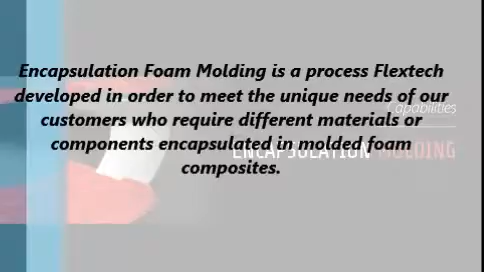 Encapsulation Foam Molding is a process Flextech
developed in order to meet the unique needs of our
Capabilities
customers who require different materials or
components encapsulated in molded foam
ENCAPSULATION MOLDING
composites.